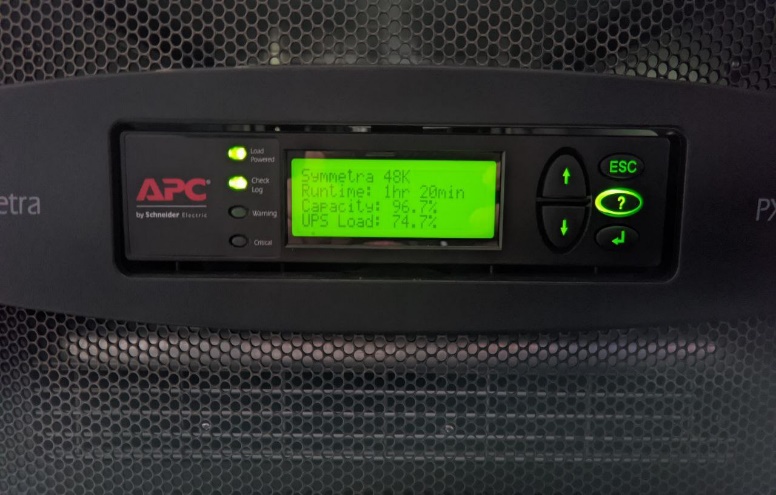 etra
APC
by Schneider Electric
Load
Powered
Check
Log
Warning
Critical
Symmetra 48K
Runtime: 1hr 20min
Capacity: 96.7%
UPS Load: 74.7%
ESC
?
PX